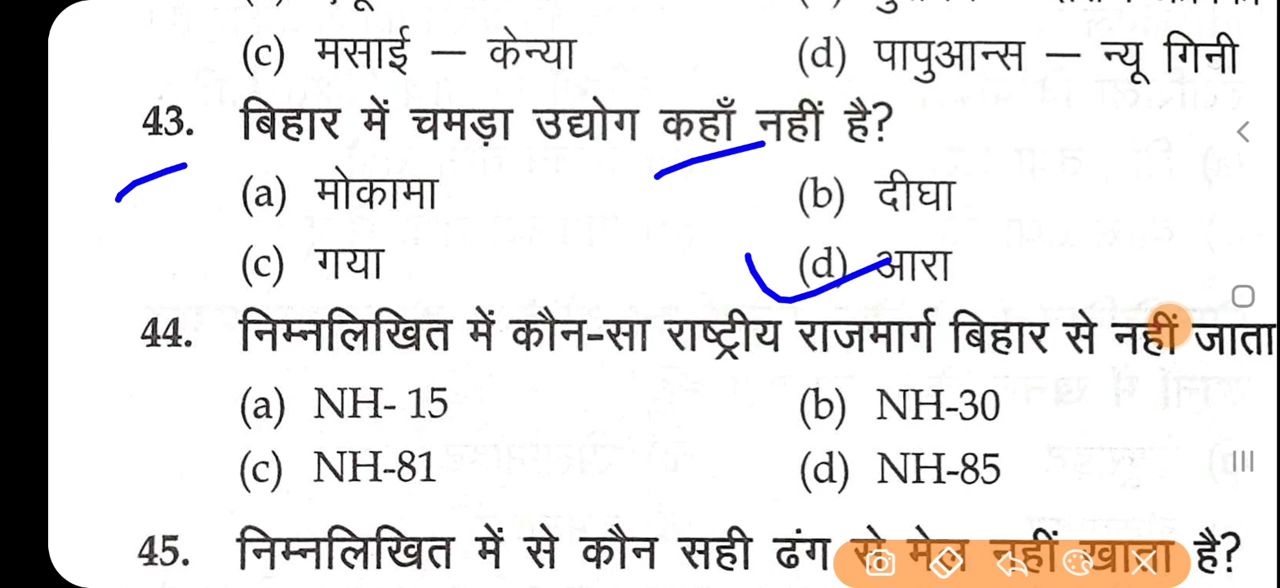 (c) मसाई – केन्या (d) पापुआन्स – न्यू गिनी
43. बिहार में चमड़ा उद्योग कहाँ नहीं है?
(a) मोकामा (b) दीघा
(c) गया (d) आरा
44. निम्नलिखित में कौन-सा राष्ट्रीय राजमार्ग बिहार से नहीं जाता
(a) NH- 15 (b) NH-30
(c) NH-81 (d) NH-85
45. निम्नलिखित में से कौन सही ढंग से मेल नहीं खाता है?